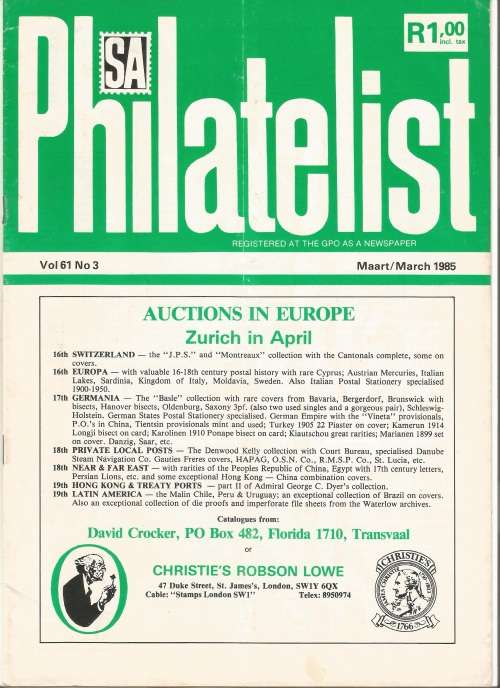 R1,00
incl. tax
SA
Philatelist
REGISTERED AT THE GPO AS A NEWSPAPER
Vol 61 No 3
Maart/March 1985
AUCTIONS IN EUROPE
Zurich in April
16th SWITZERLAND — the "J.P.S." and "Montreaux" collection with the Cantonals complete, some on
covers.
16th EUROPA — with valuable 16-18th century postal history with rare Cyprus; Austrian Mercuries, Italian
Lakes, Sardinia, Kingdom of Italy, Moldavia, Sweden. Also Italian Postal Stationery specialised
1900-1950.
17th GERMANIA — The "Basle" collection with rare covers from Bavaria, Bergerdorf, Brunswick with
bisects, Hanover bisects, Oldenburg, Saxony 3pf. (also two used singles and a gorgeous pair), Schleswig-
Holstein. German States Postal Stationery specialised. German Empire with the "Vineta" provisionals,
P.O.'s in China, Tientsin provisionals mint and used; Turkey 1905 22 Piaster on cover; Kamerun 1914
Longji bisect on card; Karolinen 1910 Ponape bisect on card; Kiautschou great rarities; Marianen 1899 set
on cover. Danzig, Saar, etc.
18th PRIVATE LOCAL POSTS — The Denwood Kelly collection with Court Bureau, specialised Danube
Steam Navigation Co. Gauties Freres covers, HAPAG, O.S.N. Co., R.M.S.P. Co., St. Lucia, etc.
18th NEAR & FAR EAST — with rarities of the Peoples Republic of China, Egypt with 17th century letters,
Persian Lions, etc. and some exceptional Hong Kong — China combination covers.
19th HONG KONG & TREATY PORTS — part II of Admiral George C. Dyer's collection.
19th LATIN AMERICA — the Malin Chile, Peru & Uruguay; an exceptional collection of Brazil on covers.
Also an exceptional collection of die proofs and imperforate file sheets from the Waterlow archives.
Catalogues from:
David Crocker, PO Box 482, Florida 1710, Transvaal
or
CHRISTIE'S ROBSON LOWE
47 Duke Street, St. James's, London, SW1Y 6QX
Cable: "Stamps London SW1" Telex: 8950974
CHRISTIE'S
JAMES CHRISTIE
1766